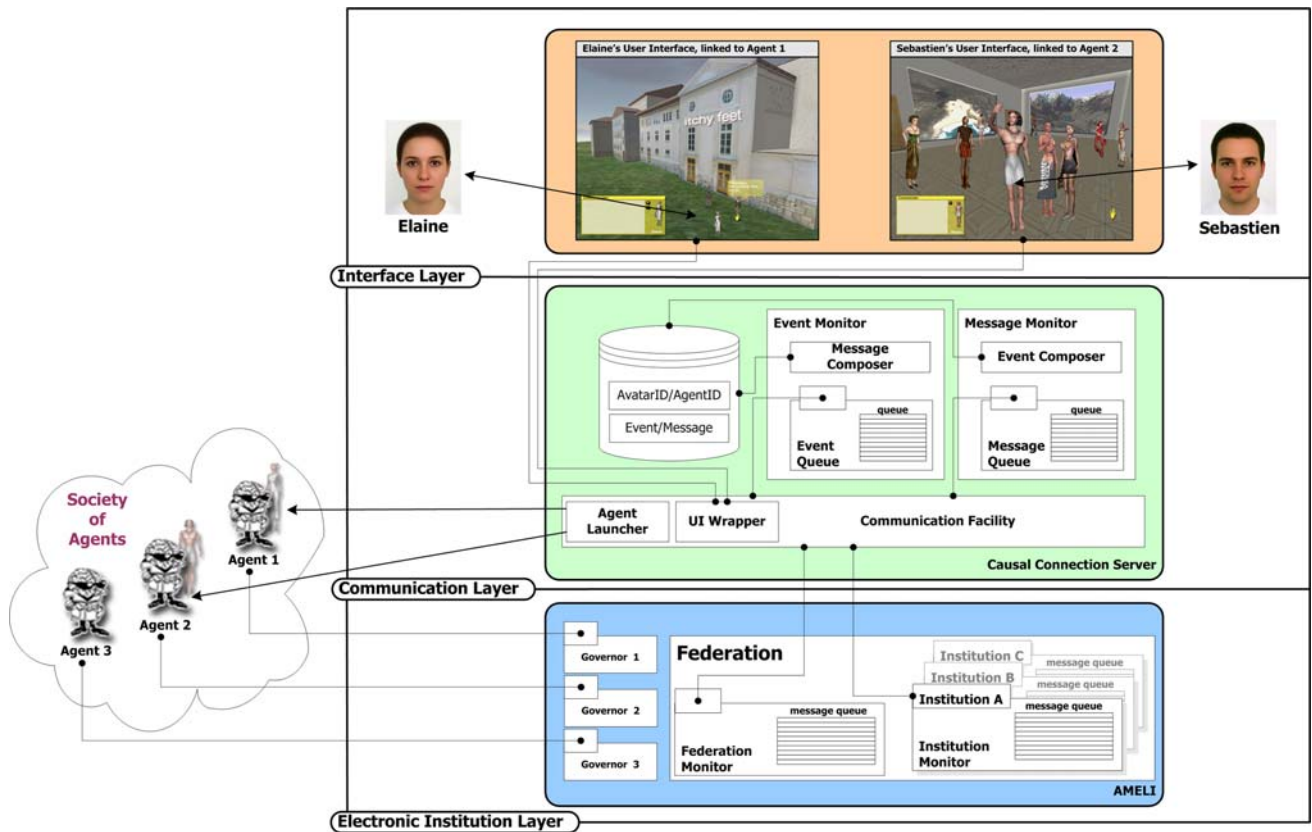 Elaine's User Interface, linked to Agent 1
Sebastien's User Interface, linked to Agent 2
itchy feet
Elaine
Sebastien
Interface Layer
Event Monitor
Message Composer
Message Monitor
Event Composer
AvatarID/AgentID
Event/Message
queue
Event
Queue
queue
Message
Queue
Agent
Launcher
UI Wrapper
Communication Facility
Causal Connection Server
Communication Layer
Society
of
Agents
Agent 1
Agent 2
Agent 3
Governor 1
Governor 2
Governor 3
Federation
message queue
Federation
Monitor
Institution C
message queue
Institution B
message queue
Institution A
message queue
Institution
Monitor
AMELI
Electronic Institution Layer